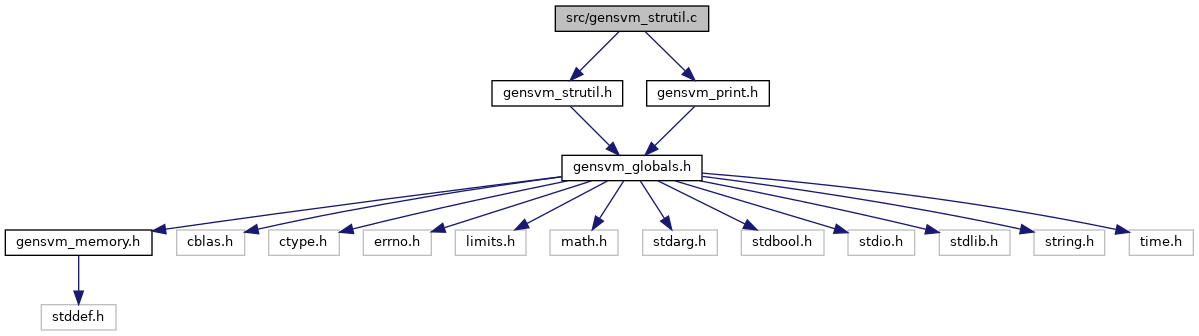 src/gensvm_strutil.c
gensvm_strutil.h
gensvm_print.h
gensvm_globals.h
gensvm_memory.h
cblas.h
ctype.h
errno.h
limits.h
math.h
stdarg.h
stdbool.h
stdio.h
stdlib.h
string.h
time.h
stddef.h